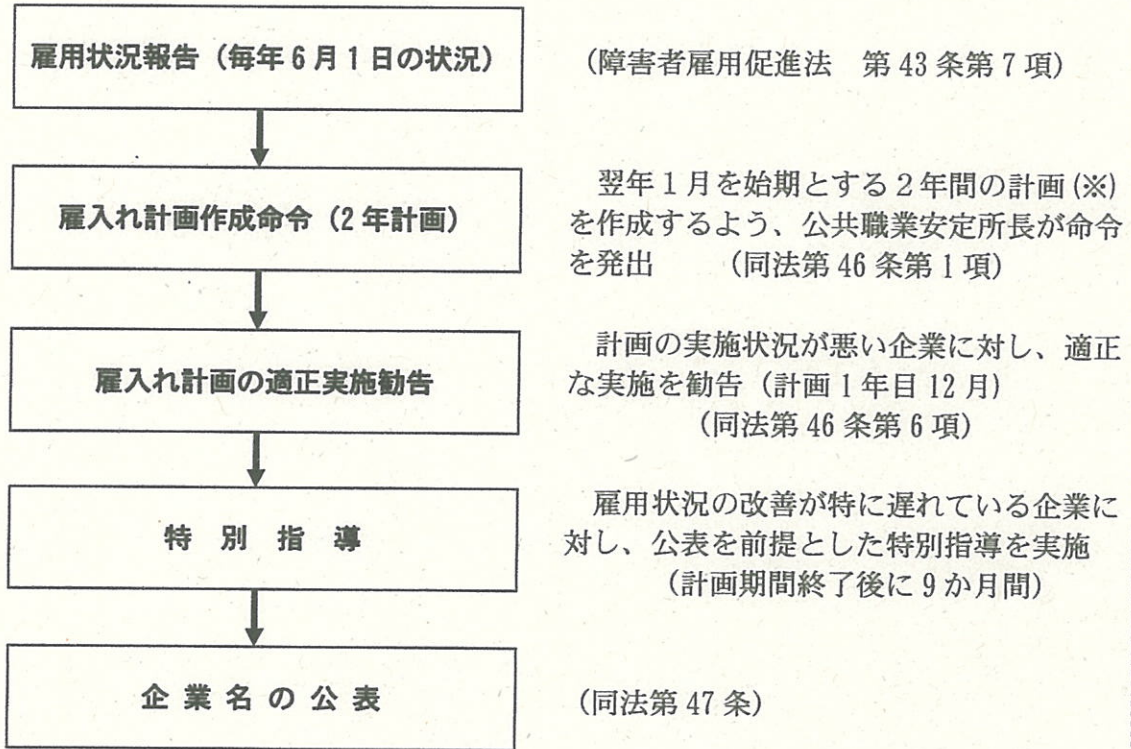 雇用状況報告（毎年6月1日の状況）
（障害者雇用促進法　第43条第7項）
雇入れ計画作成命令（2年計画）
翌年1月を始期とする2年間の計画(※)
を作成するよう、公共職業安定所長が命令
を発出　　（同法第46条第1項）
雇入れ計画の適正実施勧告
計画の実施状況が悪い企業に対し、適正
な実施を勧告（計画1年目12月）
（同法第46条第6項）
特　別　指　導
雇用状況の改善が特に遅れている企業に
対し、公表を前提とした特別指導を実施
（計画期間終了後に9か月間）
企 業 名 の 公 表
（同法第47条）